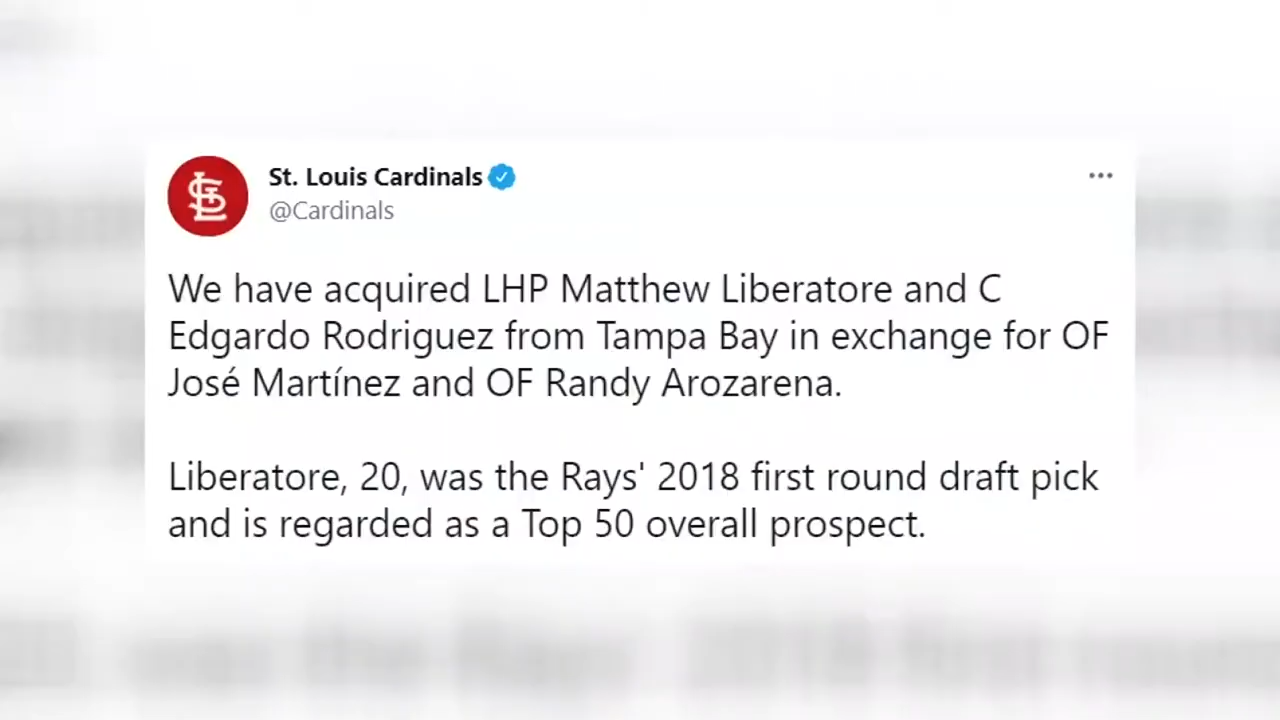 St. Louis Cardinals
@Cardinals
We have acquired LHP Matthew Liberatore and C
Edgardo Rodriguez from Tampa Bay in exchange for OF
José Martínez and OF Randy Arozarena.
Liberatore, 20, was the Rays' 2018 first round draft pick
and is regarded as a Top 50 overall prospect.